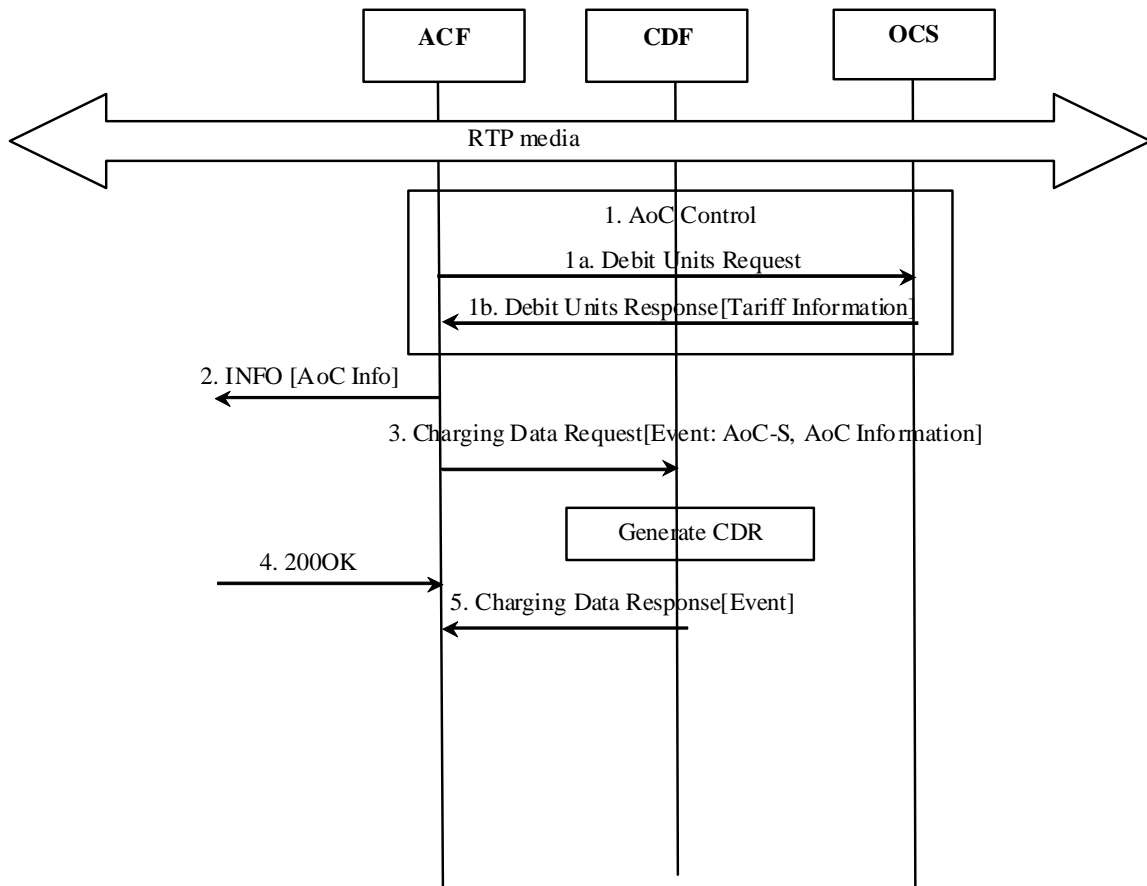 ACF
CDF
OCS
RTP media
1. AoC Control
1a. Debit Units Request
1b. Debit Units Response[Tariff Information]
2. INFO [AoC Info]
3. Charging Data Request[Event: AoC-S, AoC Information]
Generate CDR
4. 200OK
5. Charging Data Response[Event]